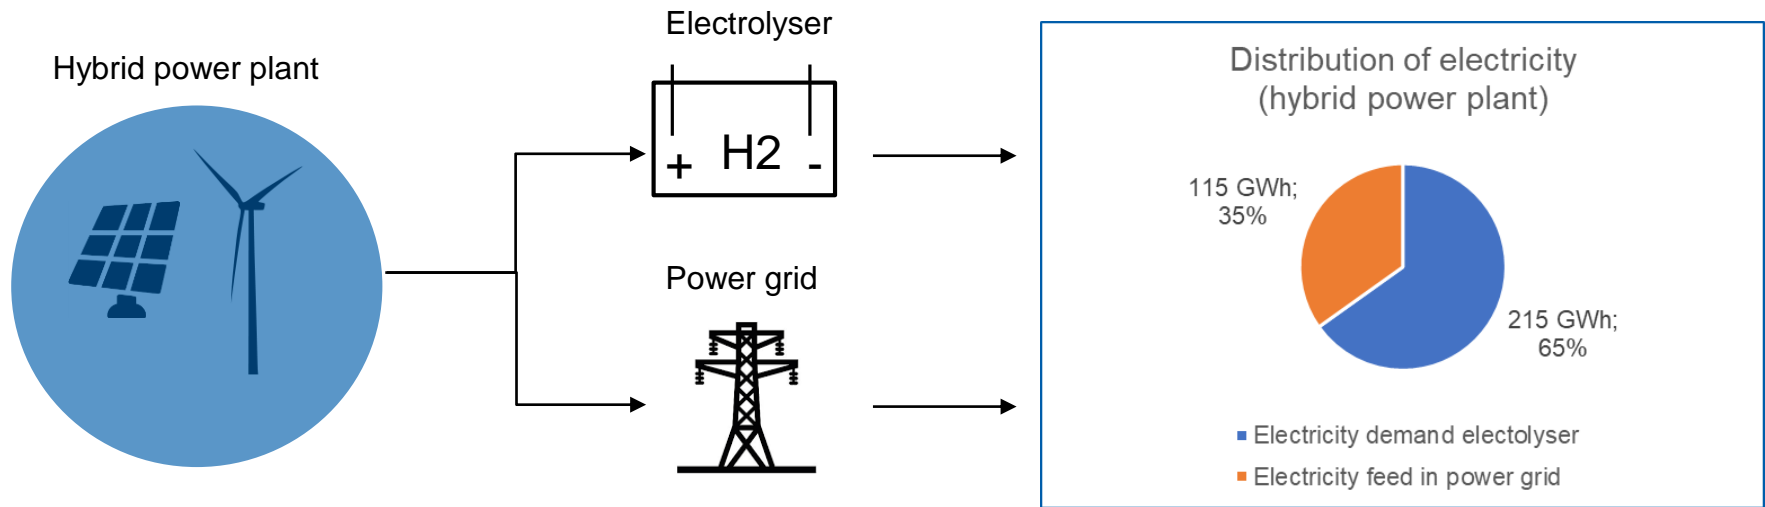 Hybrid power plant
Electrolyser
+ H2 -
Power grid
Distribution of electricity
(hybrid power plant)
115 GWh;
35%
215 GWh;
65%
Electricity demand electolyser
Electricity feed in power grid